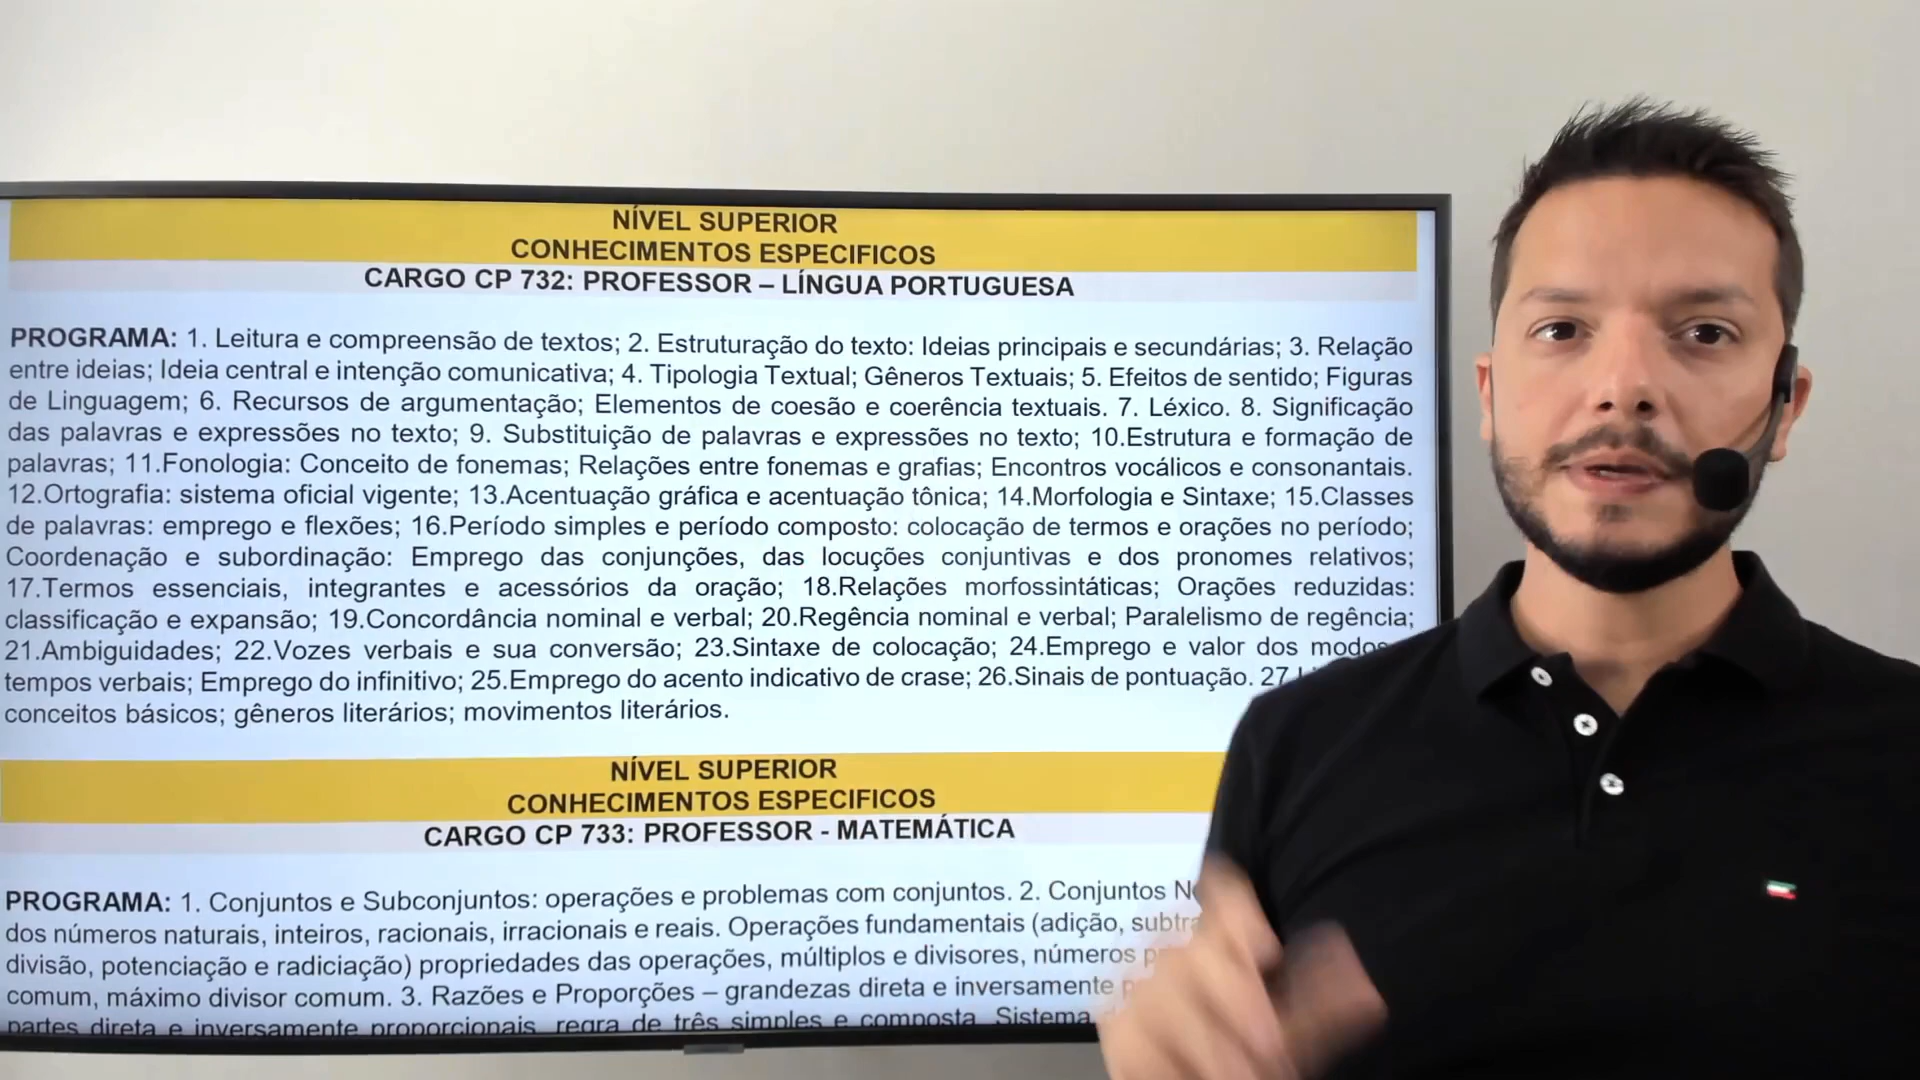 NÍVEL SUPERIOR
CONHECIMENTOS ESPECIFICOS
CARGO CP 732: PROFESSOR – LÍNGUA PORTUGUESA
PROGRAMA: 1. Leitura e compreensão de textos; 2. Estruturação do texto: Ideias principais e secundárias; 3. Relação
entre ideias; Ideia central e intenção comunicativa; 4. Tipologia Textual; Gêneros Textuais; 5. Efeitos de sentido; Figuras
de Linguagem; 6. Recursos de argumentação; Elementos de coesão e coerência textuais. 7. Léxico. 8. Significação
das palavras e expressões no texto; 9. Substituição de palavras e expressões no texto; 10.Estrutura e formação de
palavras; 11.Fonologia: Conceito de fonemas; Relações entre fonemas e grafias; Encontros vocálicos e consonantais.
12.Ortografia: sistema oficial vigente; 13.Acentuação gráfica e acentuação tônica; 14.Morfologia e Sintaxe; 15.Classes
de palavras: emprego e flexões; 16.Período simples e período composto: colocação de termos e orações no período;
Coordenação e subordinação: Emprego das conjunções, das locuções conjuntivas e dos pronomes relativos;
17.Termos essenciais, integrantes e acessórios da oração; 18.Relações morfossintáticas; Orações reduzidas:
classificação e expansão; 19.Concordância nominal e verbal; 20.Regência nominal e verbal; Paralelismo de regência;
21.Ambiguidades; 22.Vozes verbais e sua conversão; 23.Sintaxe de colocação; 24.Emprego e valor dos modos
tempos verbais; Emprego do infinitivo; 25.Emprego do acento indicativo de crase; 26.Sinais de pontuação. 27
conceitos básicos; gêneros literários; movimentos literários.
NÍVEL SUPERIOR
CONHECIMENTOS ESPECIFICOS
CARGO CP 733: PROFESSOR - MATEMÁTICA
PROGRAMA: 1. Conjuntos e Subconjuntos: operações e problemas com conjuntos. 2. Conjuntos
dos números naturais, inteiros, racionais, irracionais e reais. Operações fundamentais (adição,
divisão, potenciação e radiciação) propriedades das operações, múltiplos e divisores, números
comum, máximo divisor comum. 3. Razões e Proporções – grandezas direta e inversamente
partes direta e inversamente proporcionais, regra de três simples e composta. Sistema